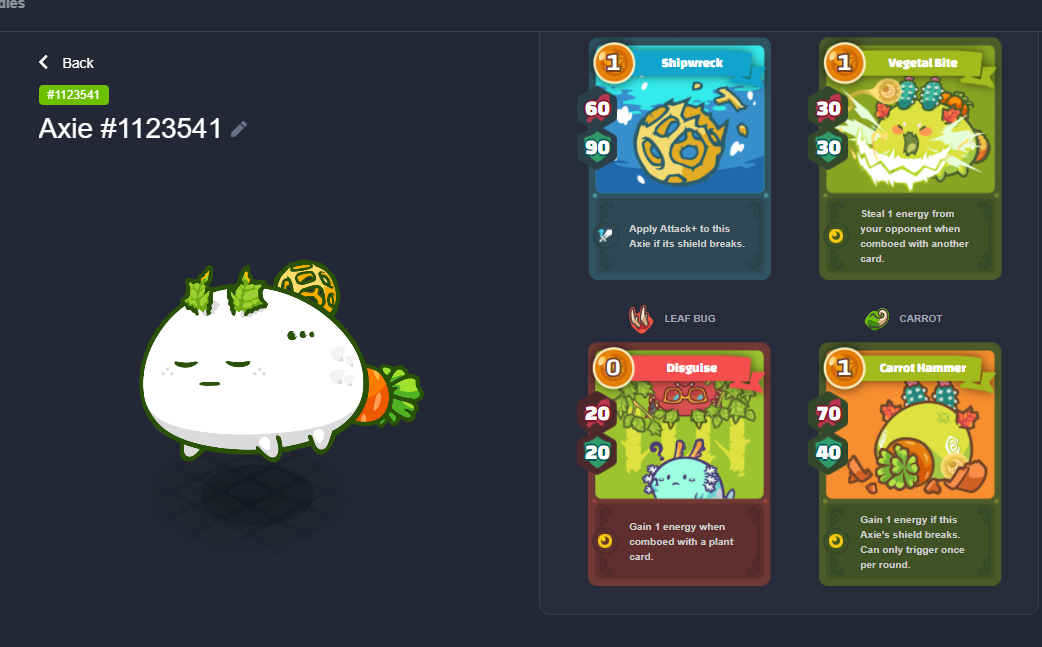 Back
#1123541
Axie #1123541
1
Shipwreck
60
90
Apply Attack+ to this
Axie if its shield breaks.
1
Vegetal Bite
30
30
Steal 1 energy from
your opponent when
comboed with another
card.
LEAF BUG
CARROT
0
Disguise
20
20
Gain 1 energy when
comboed with a plant
card.
1
Carrot Hammer
70
40
Gain 1 energy if this
Axie's shield breaks.
Can only trigger once
per round.